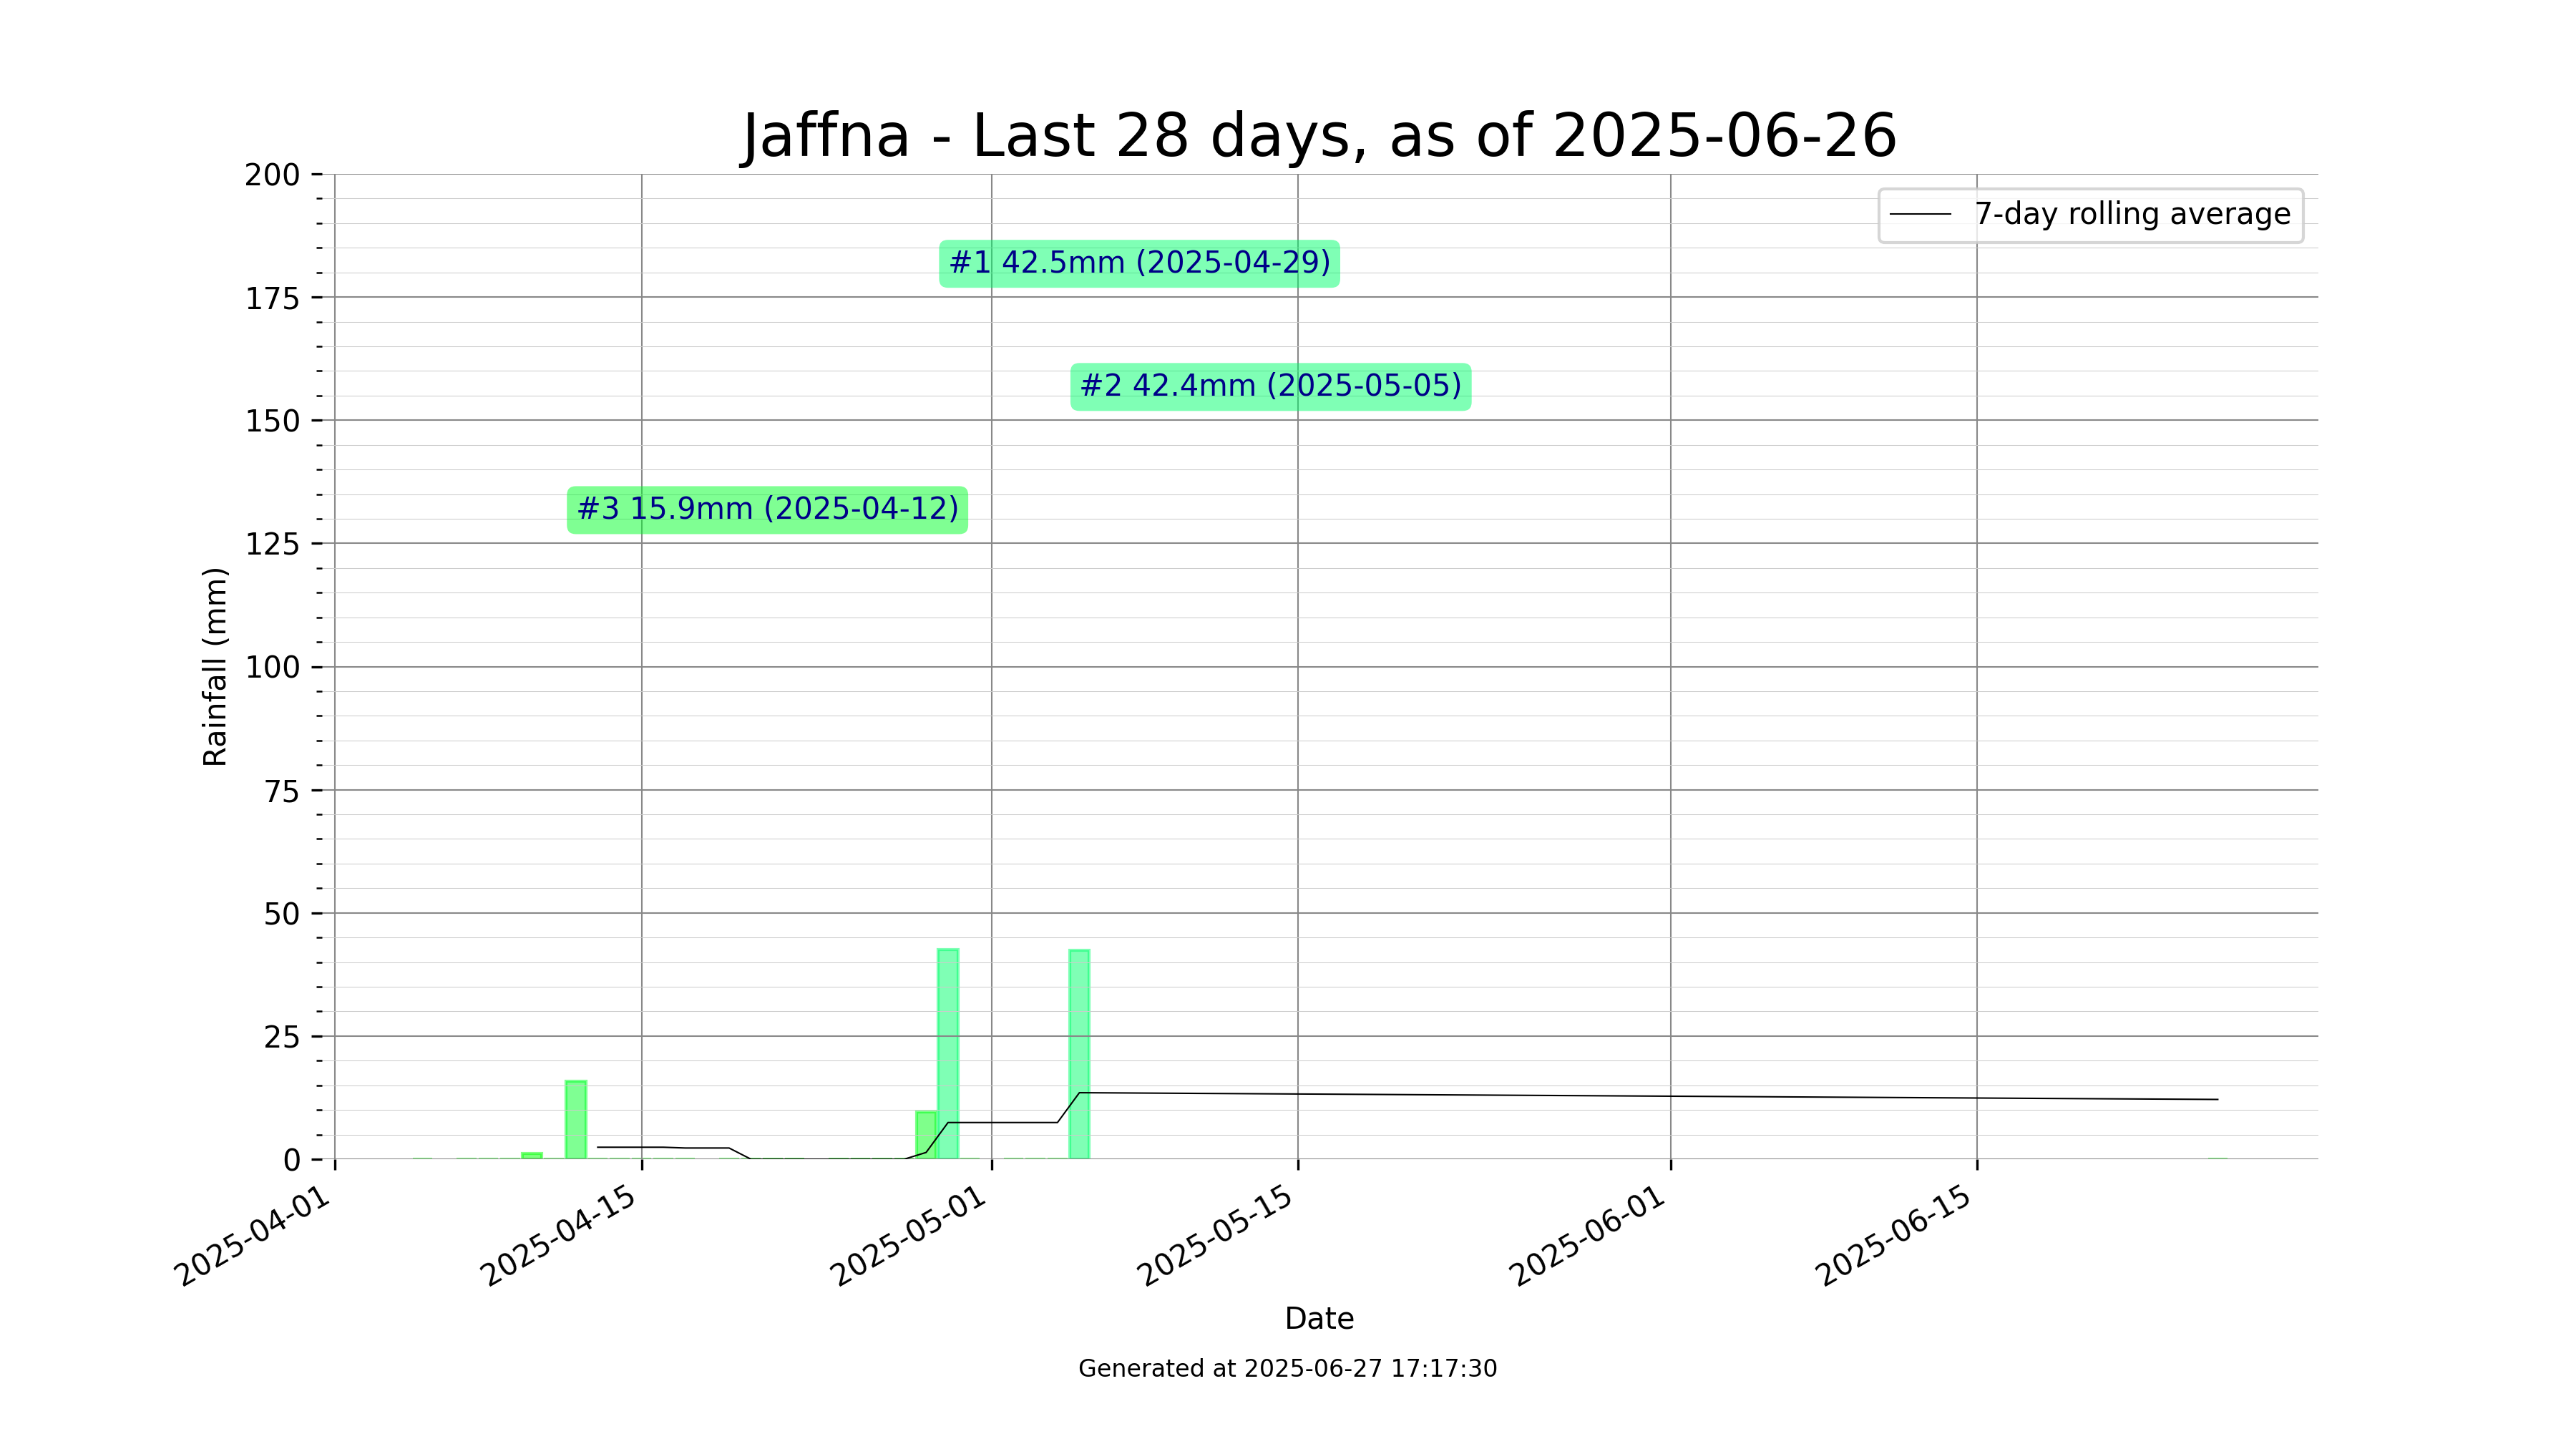 Jaffna - Last 28 days, as of 2025-06-26
200
175
150
125
100
75
50
25
0
Rainfall (mm)
7-day rolling average
#1 42.5mm (2025-04-29)
#2 42.4mm (2025-05-05)
#3 15.9mm (2025-04-12)
2025-04-01
2025-04-15
2025-05-01
2025-05-15
2025-06-01
2025-06-15
Date
Generated at 2025-06-27 17:17:30